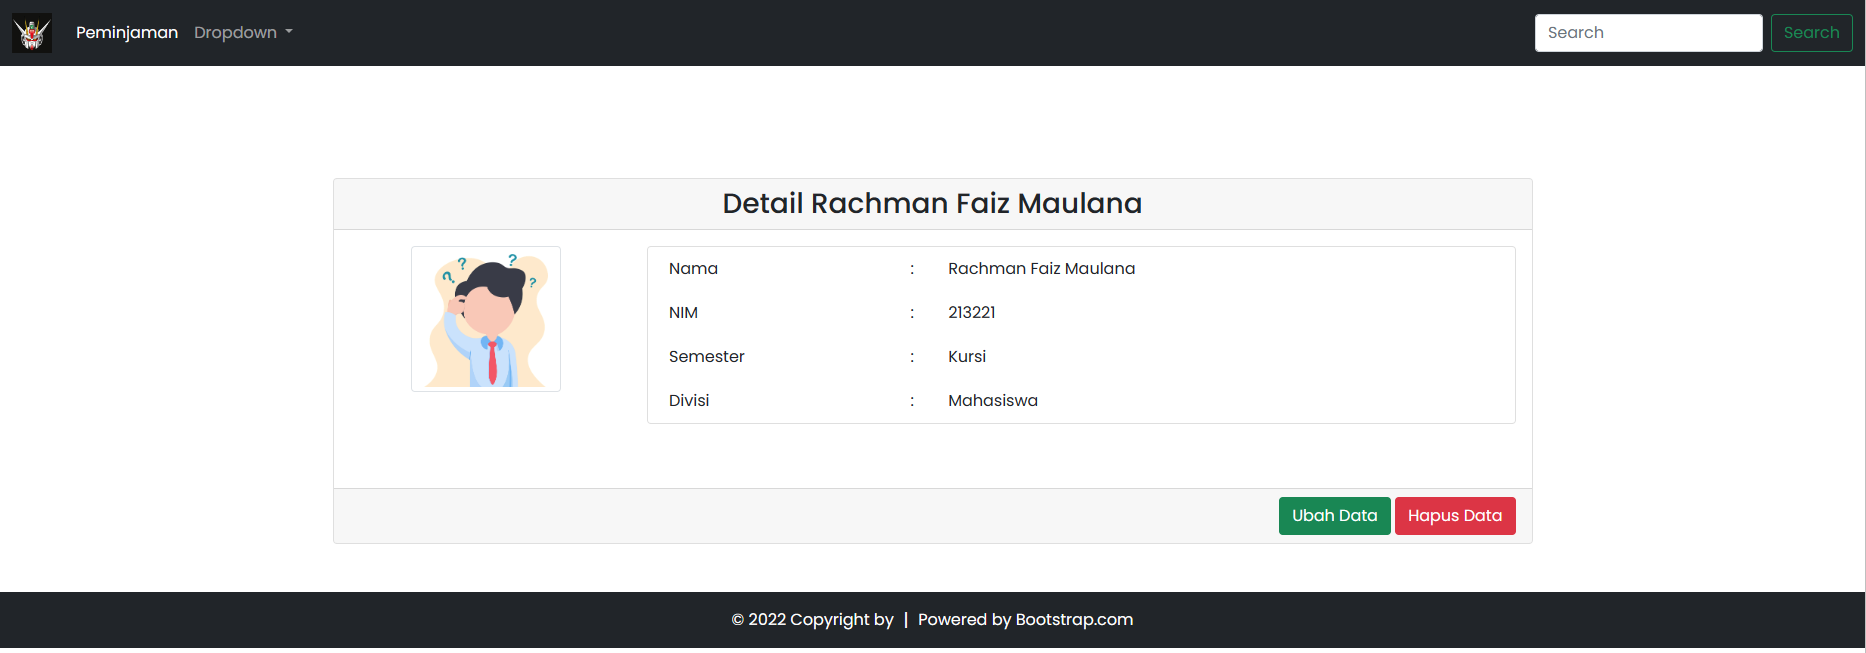 Peminjaman Dropdown Search Search
Detail Rachman Faiz Maulana
? ? ? ?
Nama : Rachman Faiz Maulana
NIM : 213221
Semester : Kursi
Divisi : Mahasiswa
Ubah Data Hapus Data
© 2022 Copyright by | Powered by Bootstrap.com